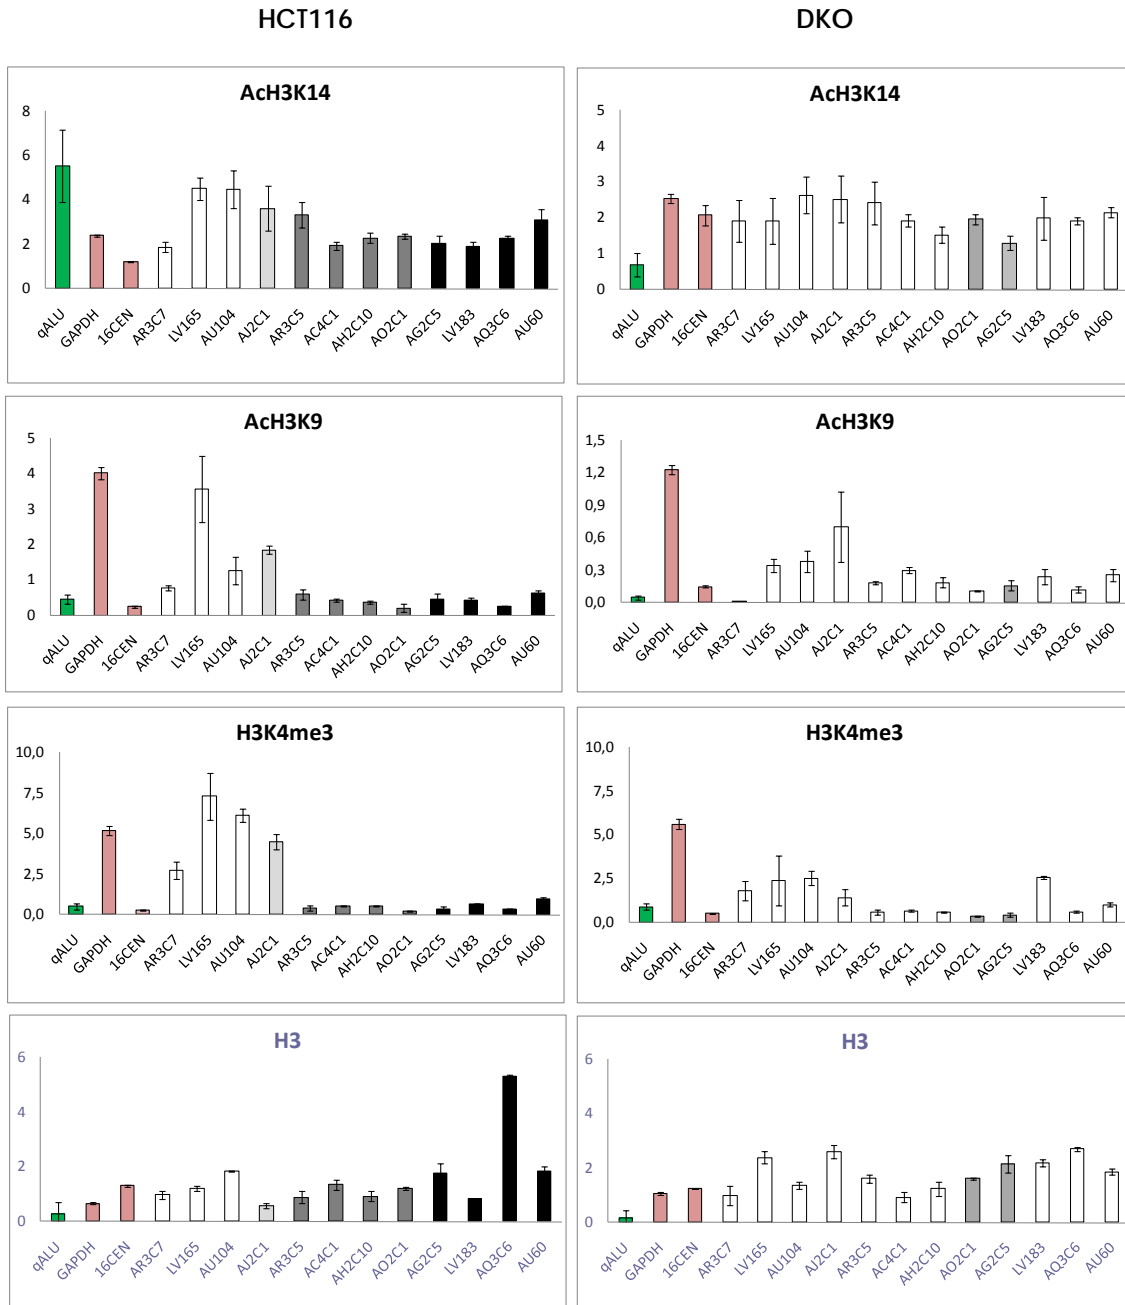 HCT116
DKO
AcH3K14
8
6
4
2
0
qALU GAPDH 16CEN AR3C7 LV165 AU104 AJ2C1 AR3C5 AC4C1 AH2C10 AO2C1 AG2C5 LV183 AQ3C6 AU60
AcH3K14
5
4
3
2
1
0
qALU GAPDH 16CEN AR3C7 LV165 AU104 AJ2C1 AR3C5 AC4C1 AH2C10 AO2C1 AG2C5 LV183 AQ3C6 AU60
AcH3K9
5
4
3
2
1
0
qALU GAPDH 16CEN AR3C7 LV165 AU104 AJ2C1 AR3C5 AC4C1 AH2C10 AO2C1 AG2C5 LV183 AQ3C6 AU60
AcH3K9
1,5
1,2
0,9
0,6
0,3
0,0
qALU GAPDH 16CEN AR3C7 LV165 AU104 AJ2C1 AR3C5 AC4C1 AH2C10 AO2C1 AG2C5 LV183 AQ3C6 AU60
H3K4me3
10,0
7,5
5,0
2,5
0,0
qALU GAPDH 16CEN AR3C7 LV165 AU104 AJ2C1 AR3C5 AC4C1 AH2C10 AO2C1 AG2C5 LV183 AQ3C6 AU60
H3K4me3
10,0
7,5
5,0
2,5
0,0
qALU GAPDH 16CEN AR3C7 LV165 AU104 AJ2C1 AR3C5 AC4C1 AH2C10 AO2C1 AG2C5 LV183 AQ3C6 AU60
H3
6
4
2
0
qALU GAPDH 16CEN AR3C7 LV165 AU104 AJ2C1 AR3C5 AC4C1 AH2C10 AO2C1 AG2C5 LV183 AQ3C6 AU60
H3
6
4
2
0
qALU GAPDH 16CEN AR3C7 LV165 AU104 AJ2C1 AR3C5 AC4C1 AH2C10 AO2C1 AG2C5 LV183 AQ3C6 AU60